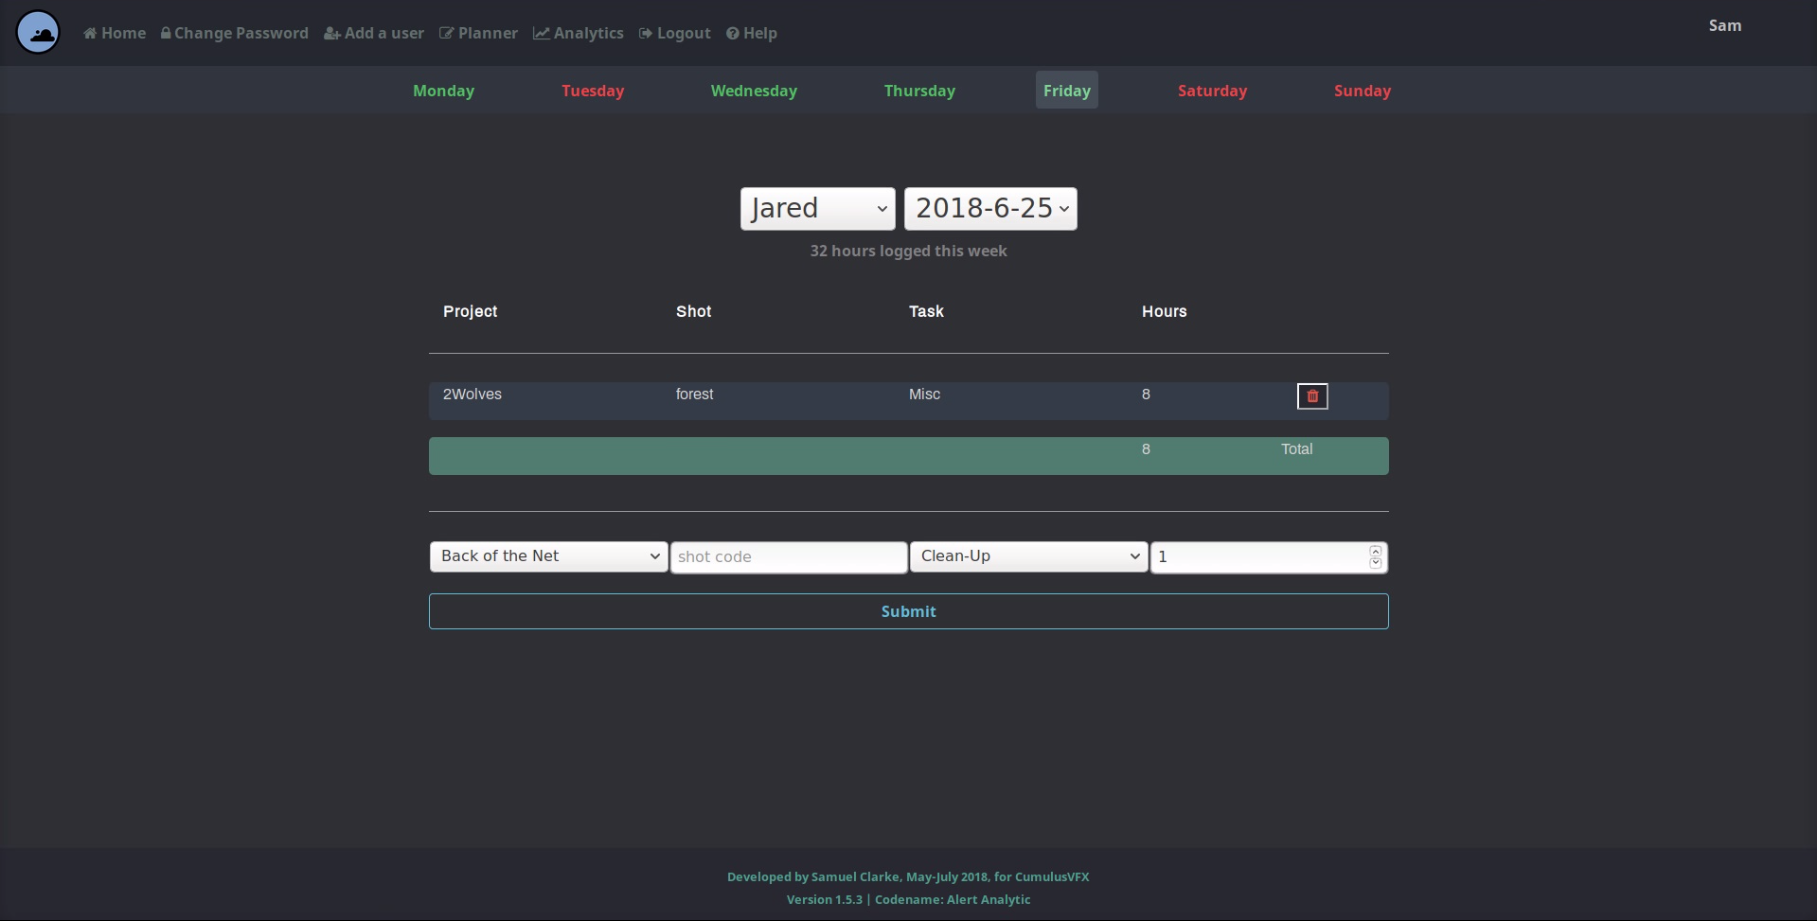 Home Change Password Add a user Planner Analytics Logout Help Sam
Monday Tuesday Wednesday Thursday Friday Saturday Sunday
Jared 2018-6-25
32 hours logged this week
Project Shot Task Hours
2Wolves forest Misc 8
8 Total
Back of the Net shot code Clean-Up 1
Submit
Developed by Samuel Clarke, May-July 2018, for CumulusVFX
Version 1.5.3 | Codename: Alert Analytic